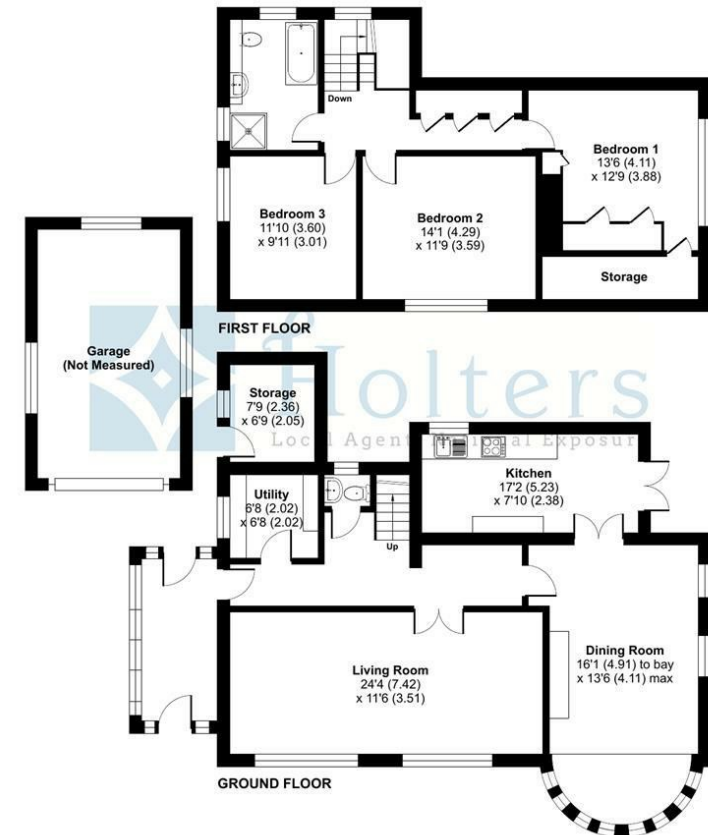 Down
Bedroom 1
13'6 (4.11)
x 12'9 (3.88)
Bedroom 3
11'10 (3.60)
x 9'11 (3.01)
Bedroom 2
14'1 (4.29)
x 11'9 (3.59)
Storage
FIRST FLOOR
Garage
(Not Measured)
Holters
Local Agent, National Exposure
Storage
7'9 (2.36)
x 6'9 (2.05)
Kitchen
17'2 (5.23)
x 7'10 (2.38)
Utility
6'8 (2.02)
x 6'8 (2.02)
Up
Dining Room
16'1 (4.91) to bay
x 13'6 (4.11) max
Living Room
24'4 (7.42)
x 11'6 (3.51)
GROUND FLOOR